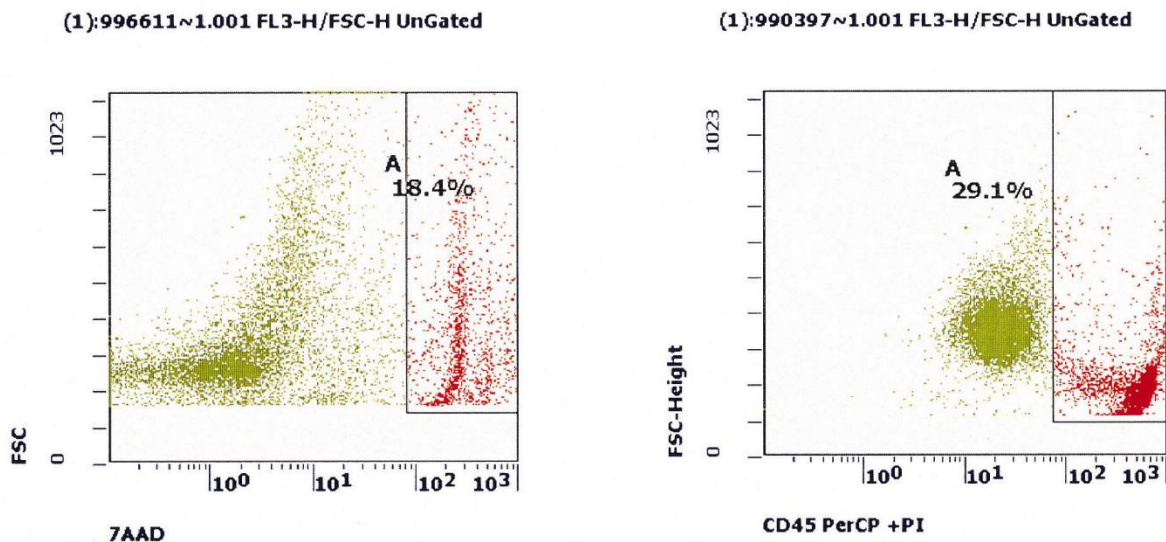 (1):996611~1.001 FL3-H/FSC-H UnGated
1023
A
18.4%
FSC
0
10⁰ 10¹ 10² 10³
7AAD
(1):990397~1.001 FL3-H/FSC-H UnGated
1023
A
29.1%
FSC-Height
0
10⁰ 10¹ 10² 10³
CD45 PerCP +PI